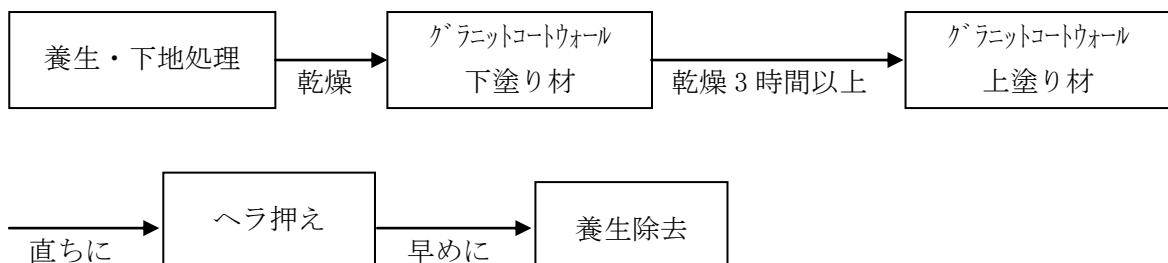 養生・下地処理
乾燥
グラニットコートウォール
下塗り材
乾燥3時間以上
グラニットコートウォール
上塗り材
直ちに
ヘラ押え
早めに
養生除去